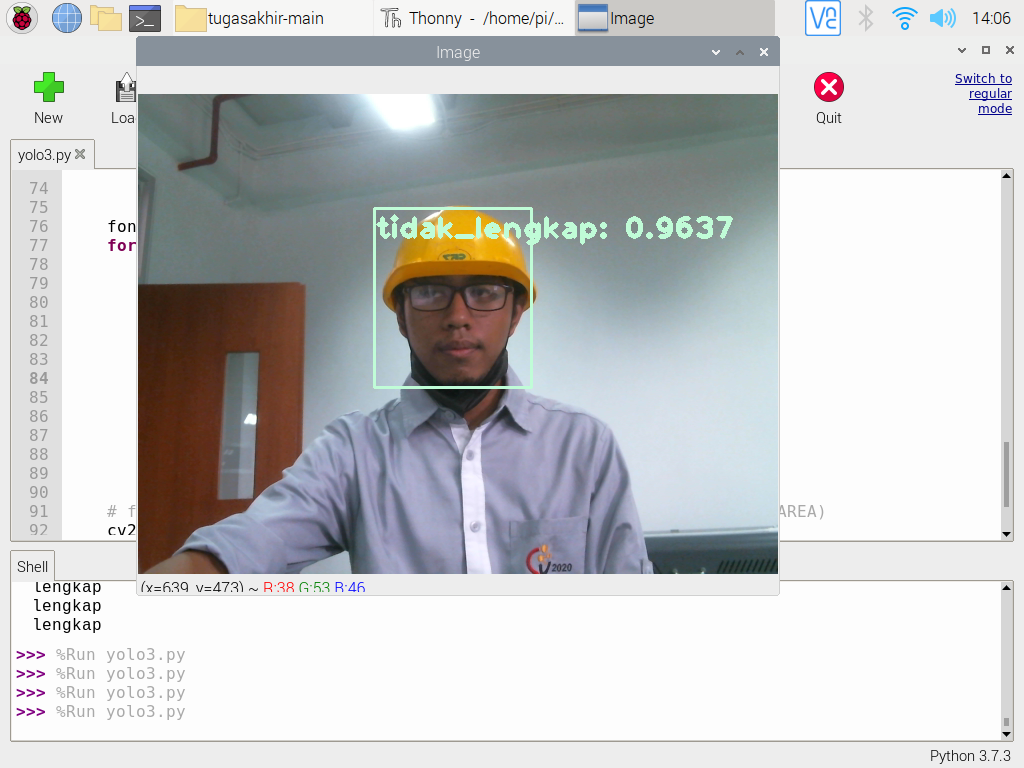 tugasakhir-main
Thonny - /home/pi/...
Image
14:06
Image
New
Loa
Quit
Switch to
regular
mode
yolo3.py
74
75
76 fon
77 for
78
79
80
81
82
83
84
85
86
87
88
89
90
91 # f AREA)
92 cv2
tidak_lengkap: 0.9637
2020
(x=639, y=473) ~ R:38 G:53 B:46
Shell
lengkap
lengkap
lengkap
>>> %Run yolo3.py
>>> %Run yolo3.py
>>> %Run yolo3.py
>>> %Run yolo3.py
Python 3.7.3